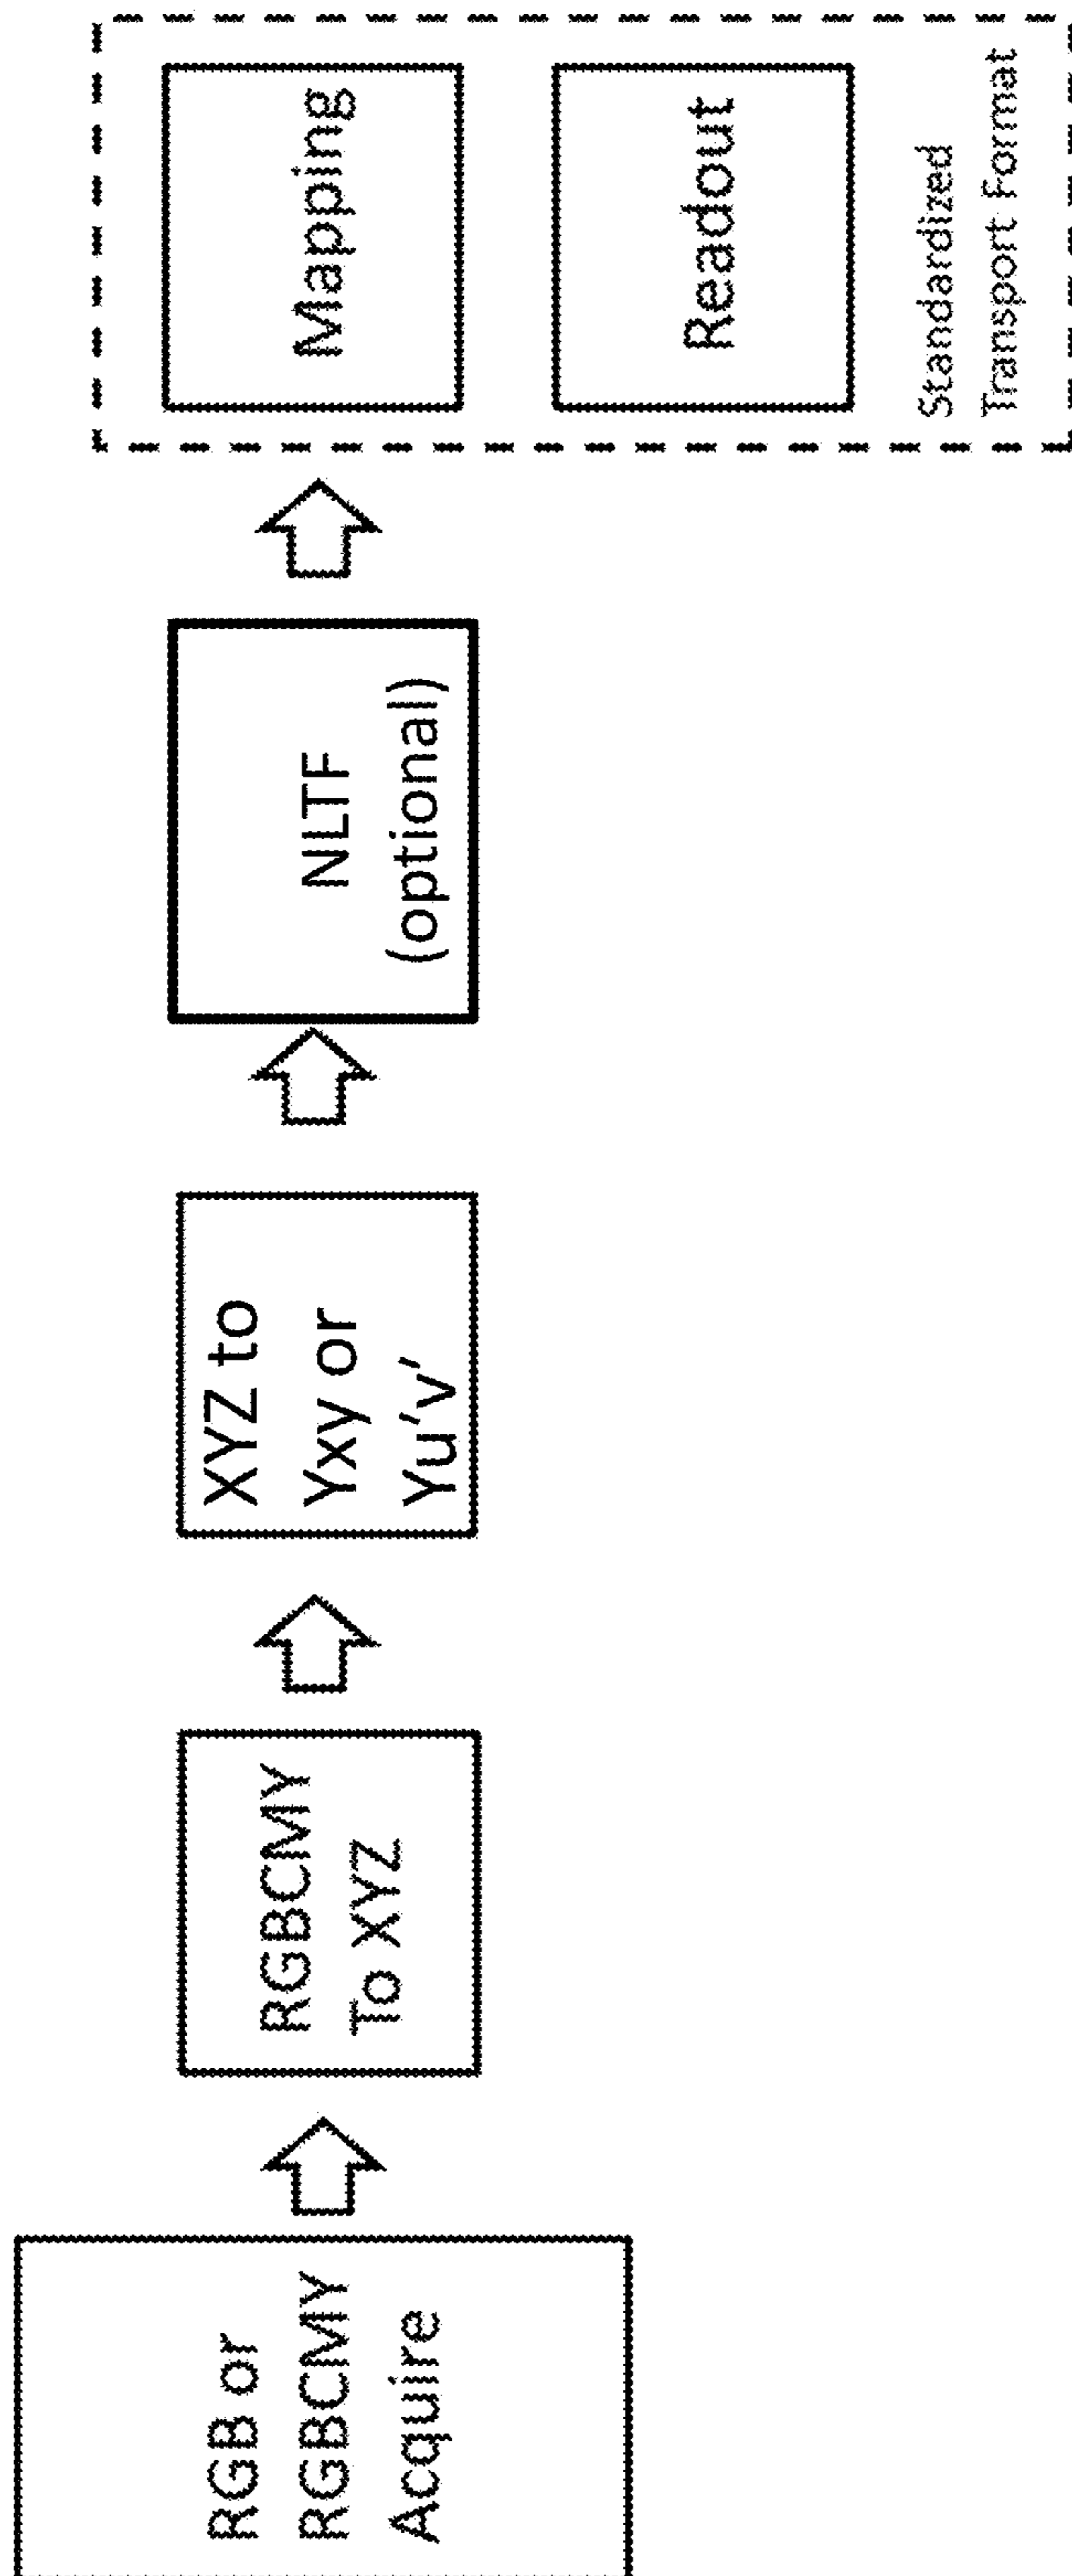 RGB or
RGBCMY
Acquire
RGBCMY
To XYZ
XYZ to
Yxy or
Yu'v'
NLTF
(optional)
Mapping
Readout
Standardized
Transport Format